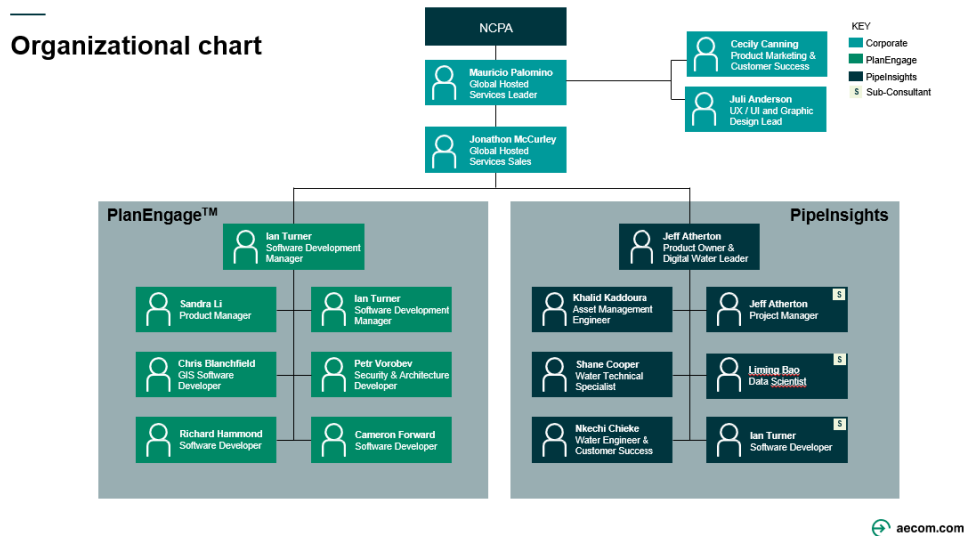 Organizational chart
NCPA
Mauricio Palomino
Global Hosted
Services Leader
Cecily Canning
Product Marketing &
Customer Success
Juli Anderson
UX / UI and Graphic
Design Lead
KEY
Corporate
PlanEngage
PipeInsights
S Sub-Consultant
Jonathon McCurley
Global Hosted
Services Sales
PlanEngage™
Ian Turner
Software Development
Manager
Sandra Li
Product Manager
Ian Turner
Software Development
Manager
Chris Blanchfield
GIS Software
Developer
Petr Vorobev
Security & Architecture
Developer
Richard Hammond
Software Developer
Cameron Forward
Software Developer
PipeInsights
Jeff Atherton
Product Owner &
Digital Water Leader
Khalid Kaddoura
Asset Management
Engineer
S
Jeff Atherton
Project Manager
Shane Cooper
Water Technical
Specialist
S
Liming Bao
Data Scientist
Nkechi Chieke
Water Engineer &
Customer Success
S
Ian Turner
Software Developer
aecom.com